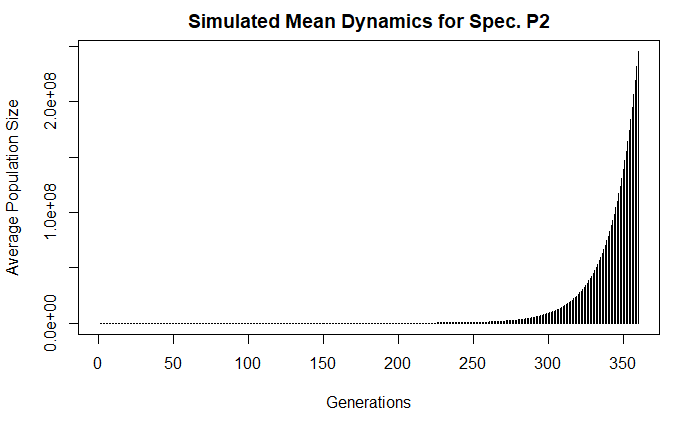 Simulated Mean Dynamics for Spec. P2
Average Population Size
2.0e+08
1.0e+08
0.0e+00
0 50 100 150 200 250 300 350
Generations